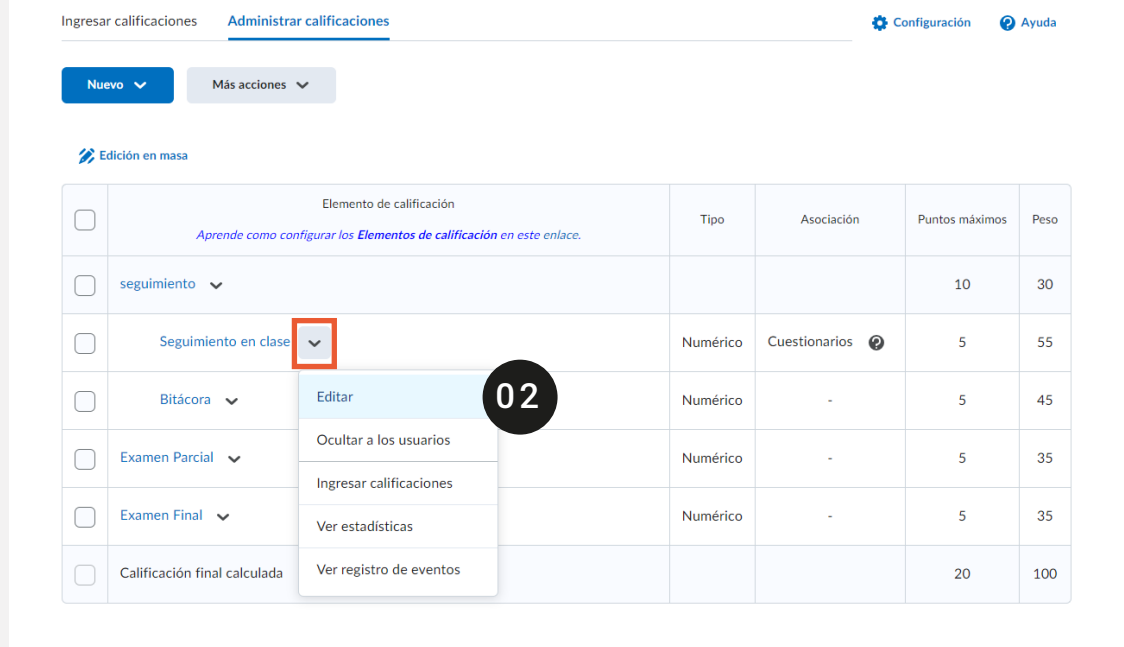 Ingresar calificaciones Administrar calificaciones Configuración Ayuda
Nuevo Más acciones
Edición en masa
Elemento de calificación
Aprende como configurar los Elementos de calificación en este enlace.
Tipo Asociación Puntos máximos Peso
seguimiento 10 30
Seguimiento en clase Numérico Cuestionarios 5 55
Editar 02
Bitácora Numérico - 5 45
Ocultar a los usuarios
Examen Parcial Numérico - 5 35
Ingresar calificaciones
Examen Final Numérico - 5 35
Ver estadísticas
Calificación final calculada 20 100
Ver registro de eventos